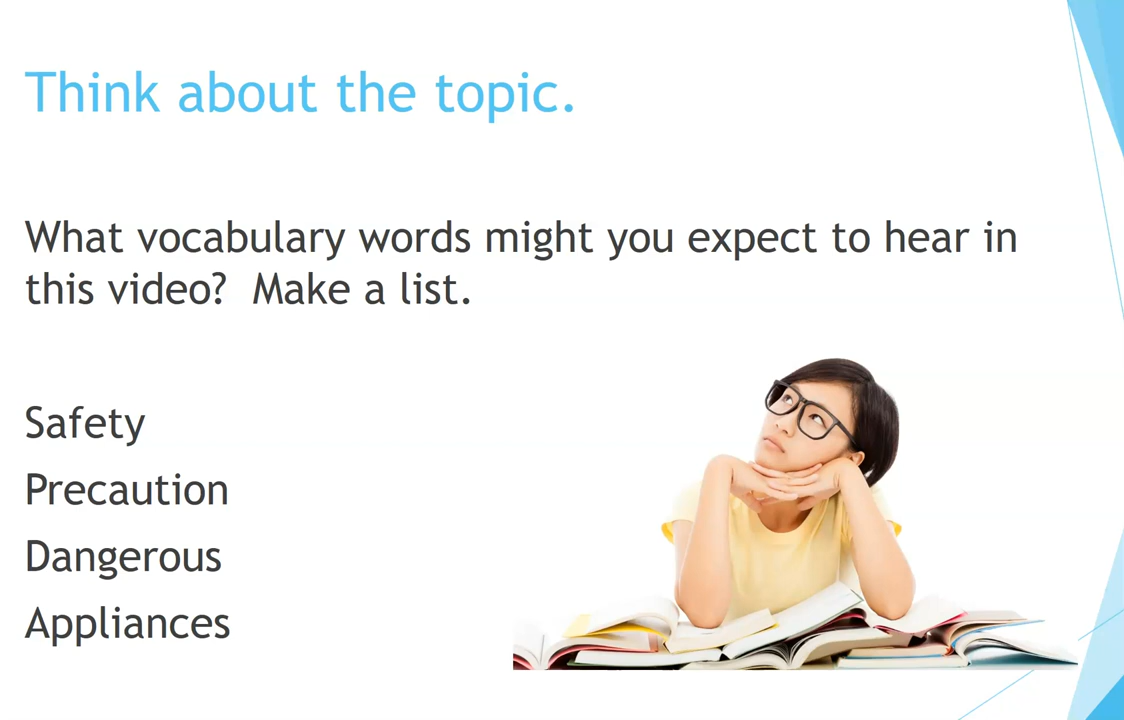 Think about the topic.
What vocabulary words might you expect to hear in
this video?  Make a list.
Safety
Precaution
Dangerous
Appliances